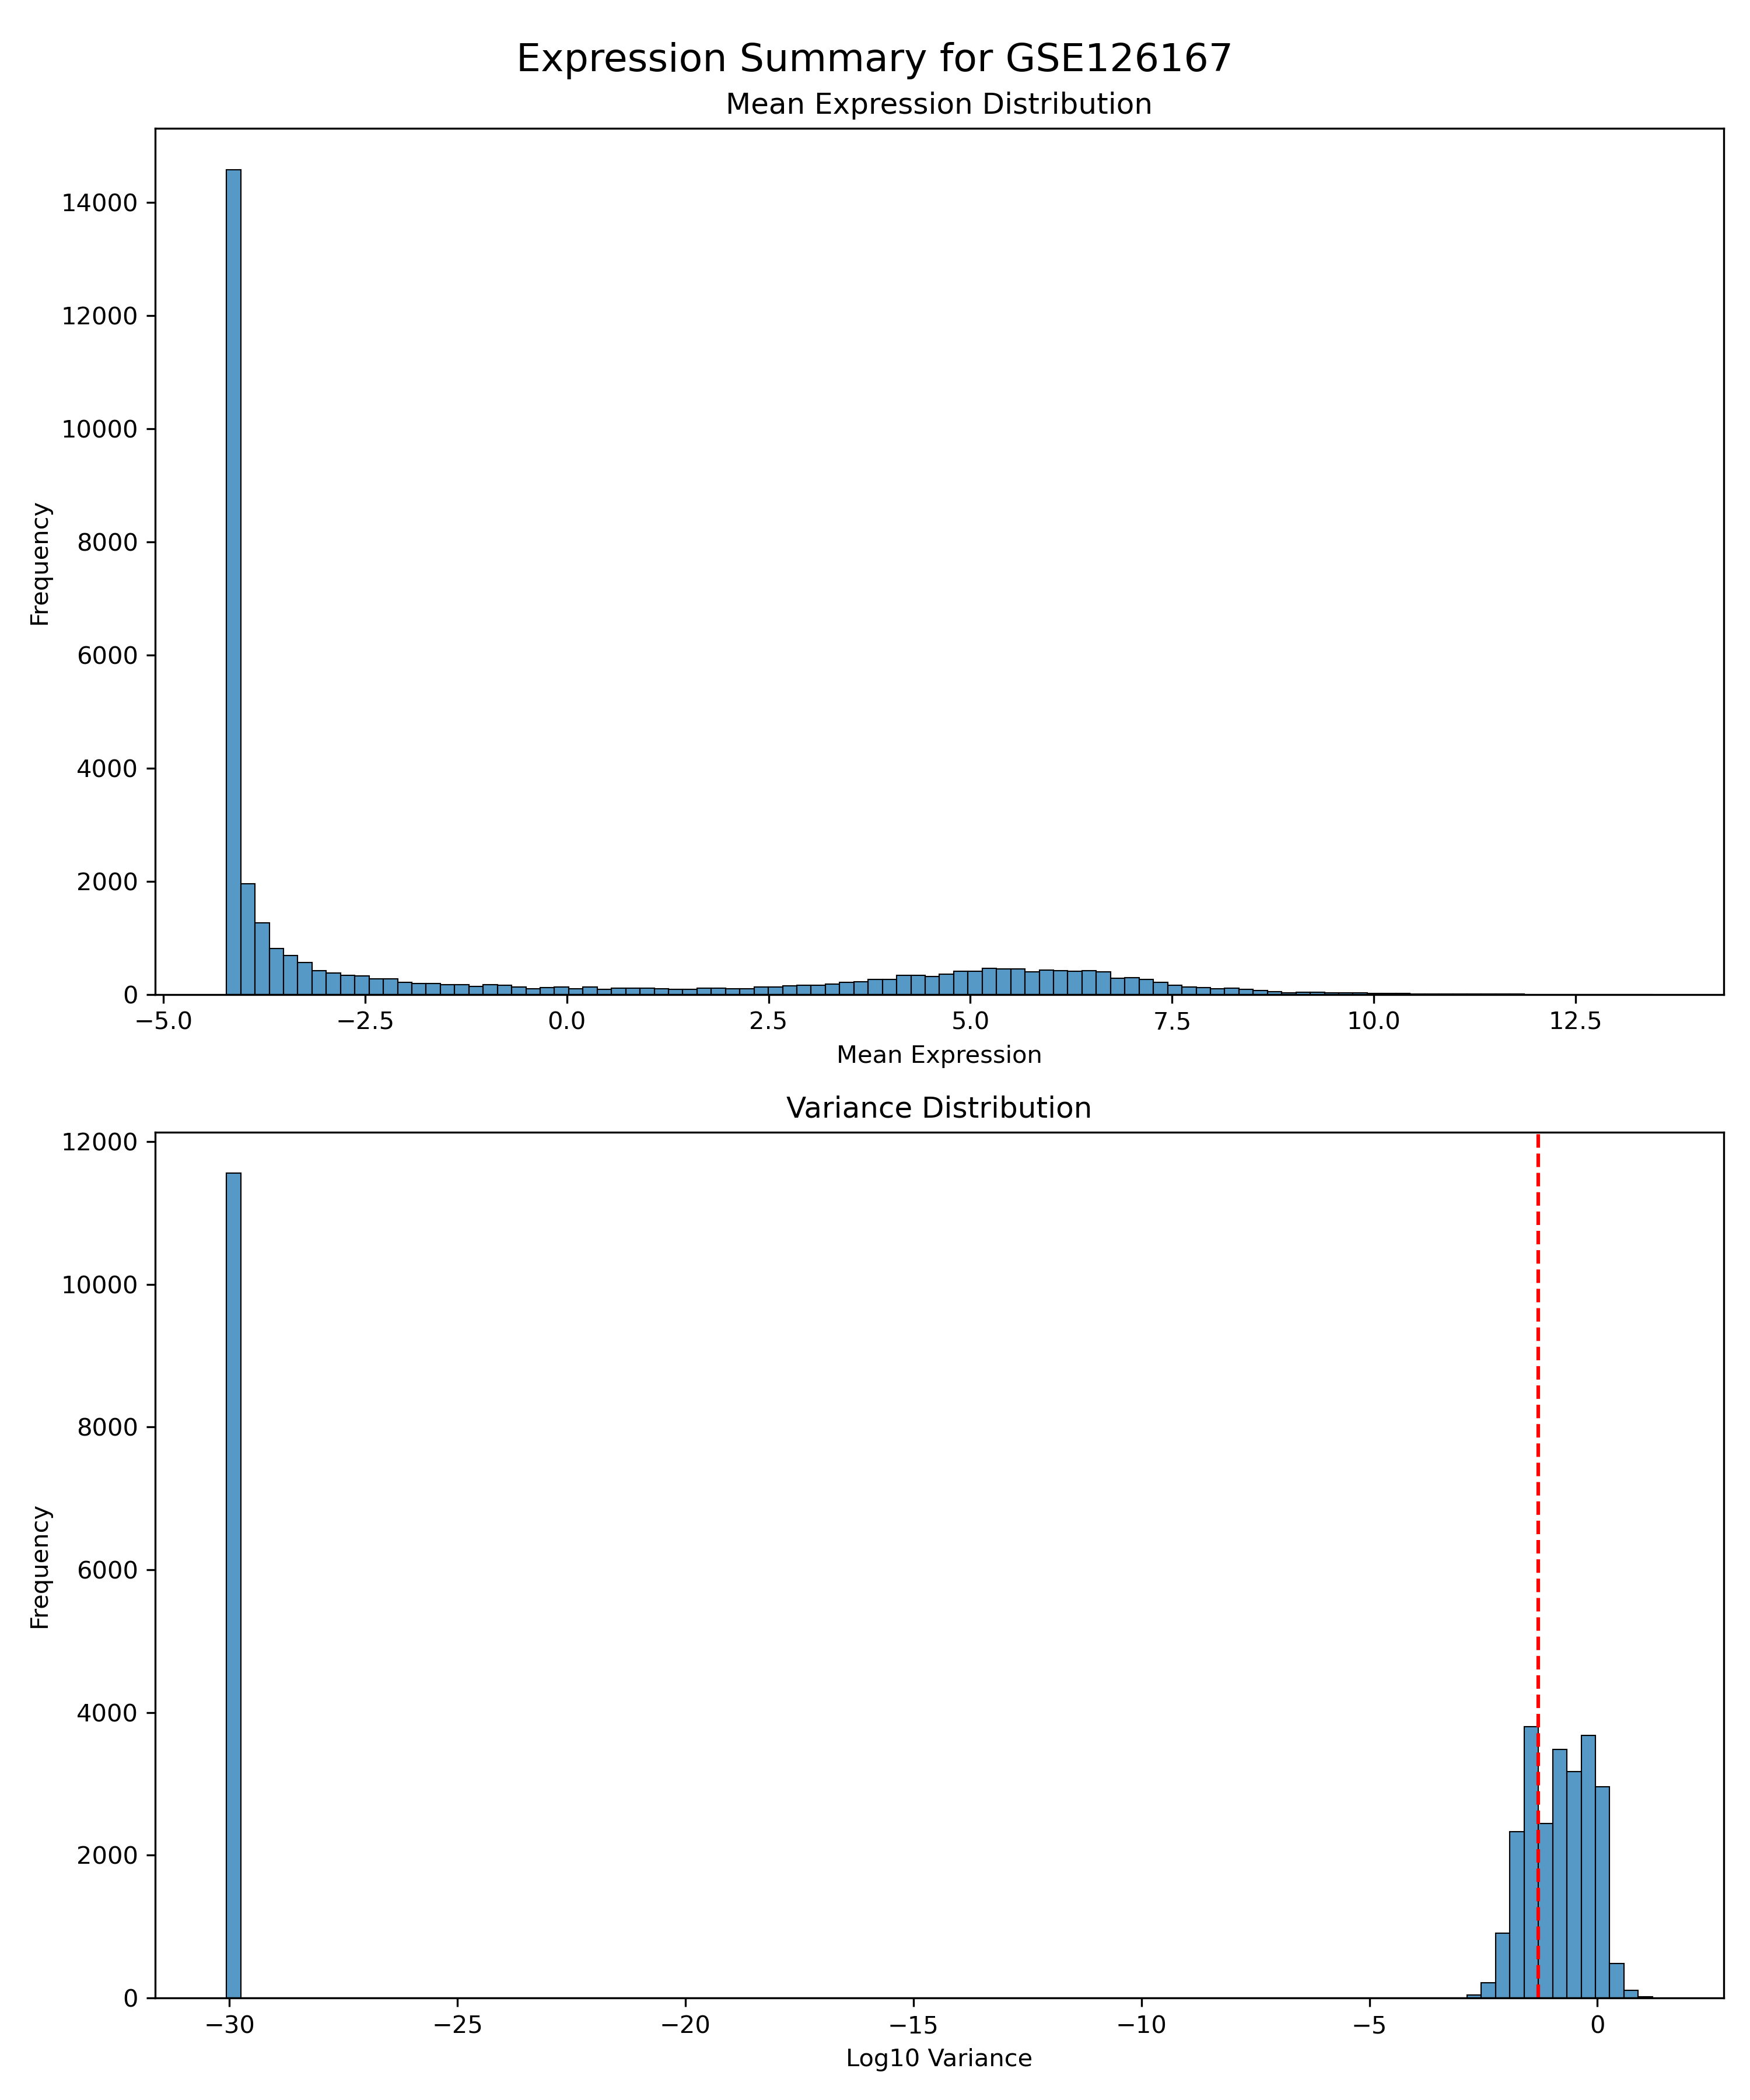 Expression Summary for GSE126167
Mean Expression Distribution
14000
12000
10000
8000
6000
4000
2000
0
Frequency
−5.0 −2.5 0.0 2.5 5.0 7.5 10.0 12.5
Mean Expression
Variance Distribution
12000
10000
8000
6000
4000
2000
0
Frequency
−30 −25 −20 −15 −10 −5 0
Log10 Variance